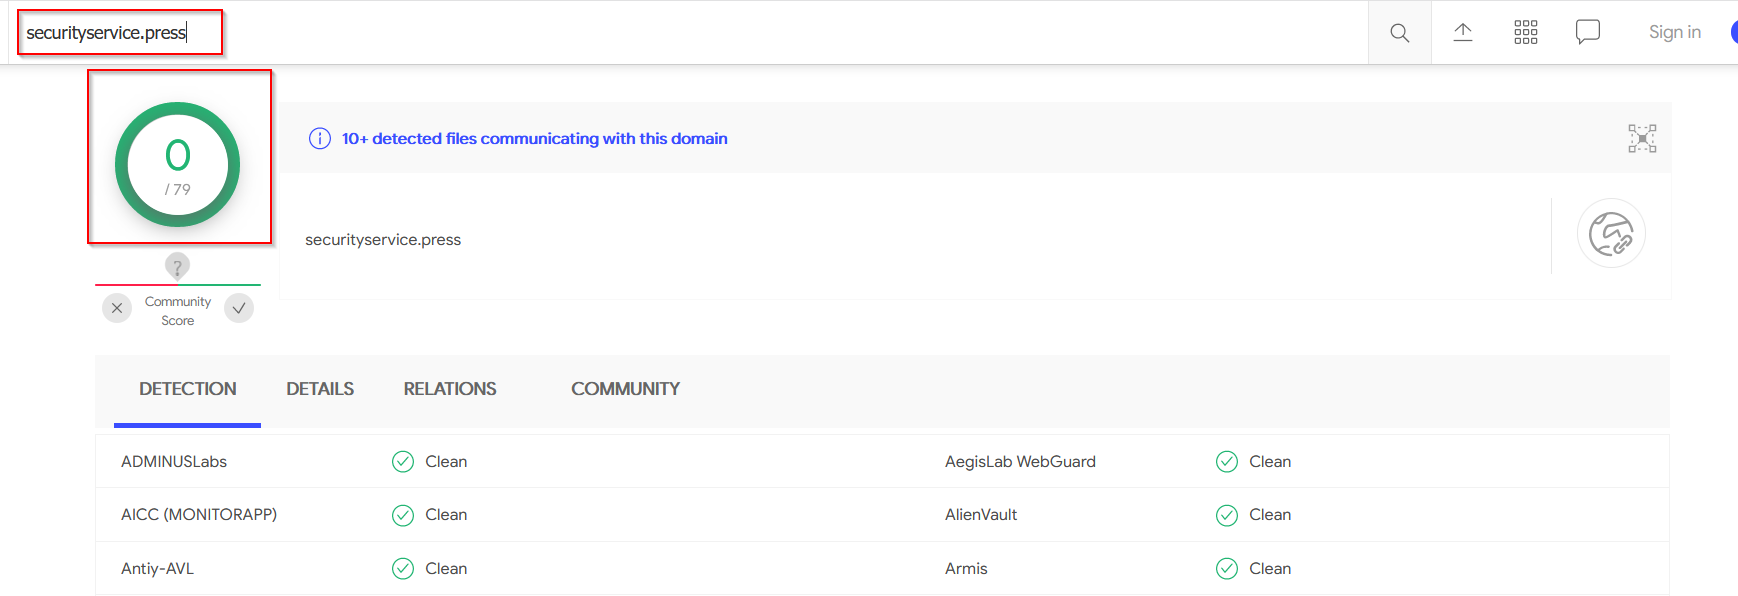 securityservice.press
Sign in
0
/ 79
10+ detected files communicating with this domain
securityservice.press
?
Community
Score
DETECTION DETAILS RELATIONS COMMUNITY
ADMINUSLabs Clean AegisLab WebGuard Clean
AICC (MONITORAPP) Clean AlienVault Clean
Antiy-AVL Clean Armis Clean